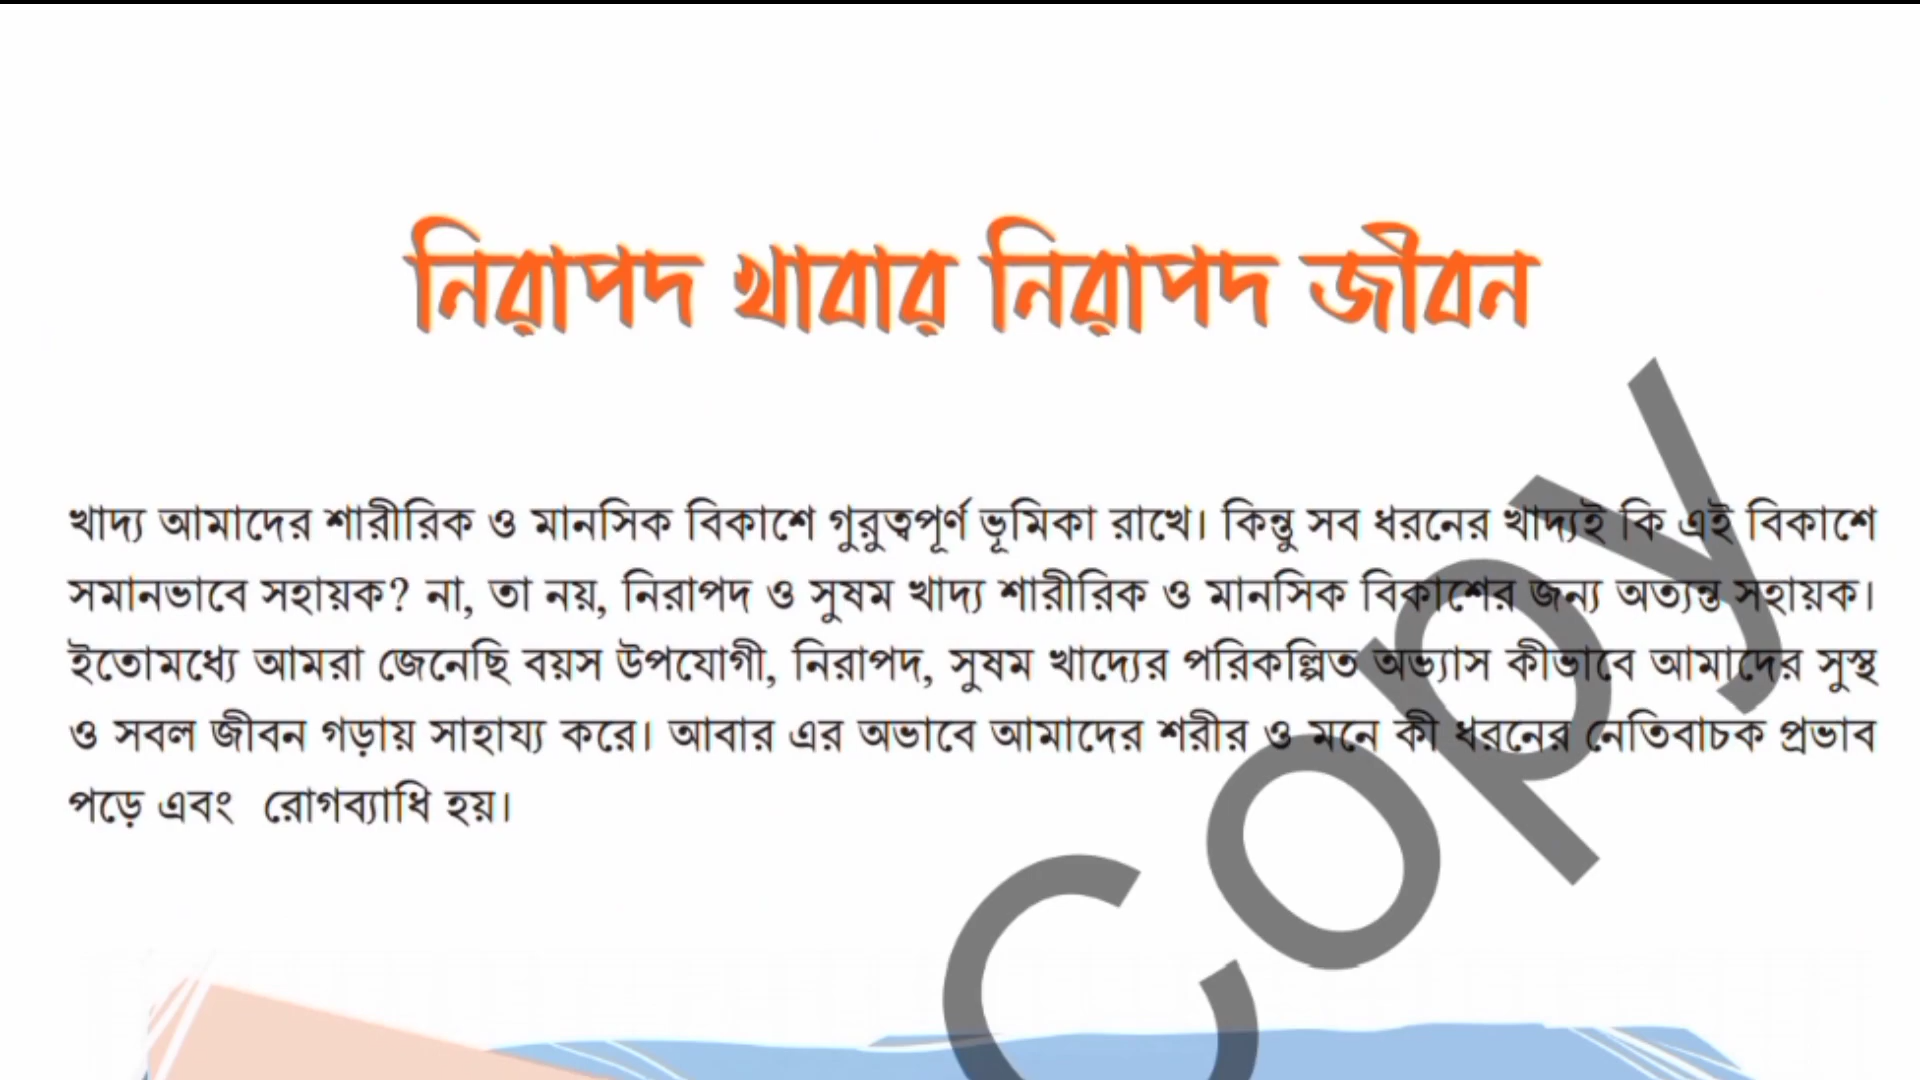 নিরাপদ খাবার নিরাপদ জীবন
খাদ্য আমাদের শারীরিক ও মানসিক বিকাশে গুরুত্বপূর্ণ ভূমিকা রাখে। কিন্তু সব ধরনের খাদ্যই কি এই বিকাশে
সমানভাবে সহায়ক? না, তা নয়, নিরাপদ ও সুষম খাদ্য শারীরিক ও মানসিক বিকাশের জন্য অত্যন্ত সহায়ক।
ইতোমধ্যে আমরা জেনেছি বয়স উপযোগী, নিরাপদ, সুষম খাদ্যের পরিকল্পিত অভ্যাস কীভাবে আমাদের সুস্থ
ও সবল জীবন গড়ায় সাহায্য করে। আবার এর অভাবে আমাদের শরীর ও মনে কী ধরনের নেতিবাচক প্রভাব
পড়ে এবং রোগব্যাধি হয়।
Copy